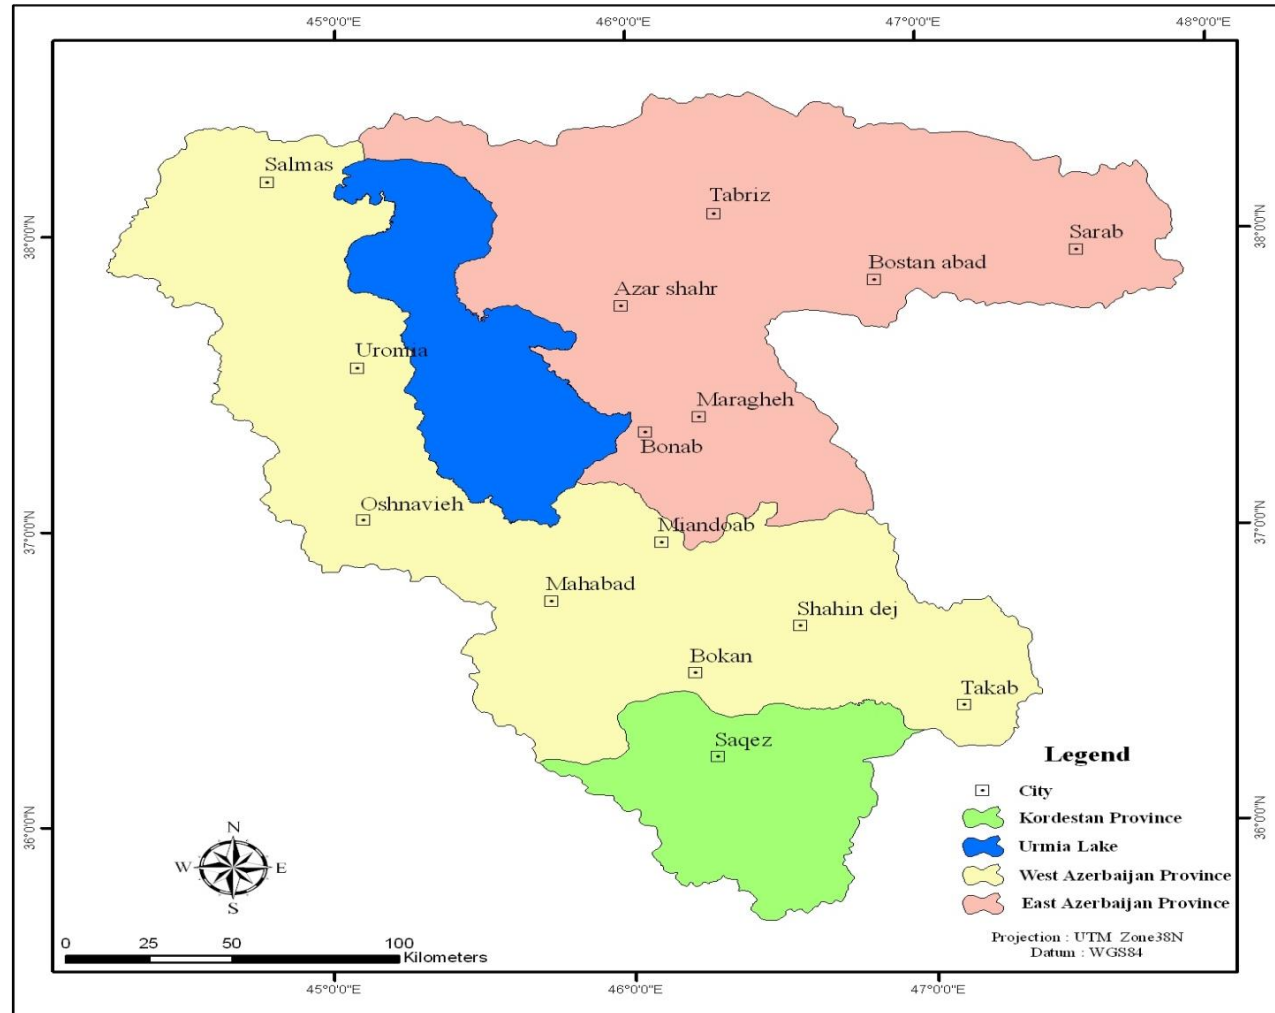 45°0'0"E 46°0'0"E 47°0'0"E 48°0'0"E
Salmas
Tabriz
38°0'0"N
38°0'0"N
Sarab
Bostan abad
Azar shahr
Uromia
Maragheh
Bonab
Oshnavieh
Miandoab
37°0'0"N
37°0'0"N
Mahabad
Shahin dej
Bokan
Takab
Saqez
Legend
City
Kordestan Province
Urmia Lake
West Azerbaijan Province
East Azerbaijan Province
36°0'0"N
36°0'0"N
N
W E
S
Projection : UTM Zone38N
Datum : WGS84
0 25 50 100
Kilometers
45°0'0"E 46°0'0"E 47°0'0"E